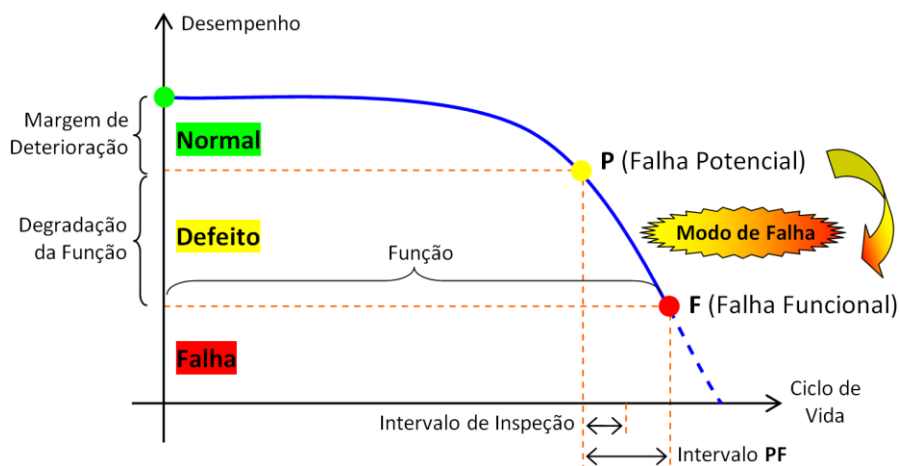 Desempenho
Margem de
Deterioração
Normal
P (Falha Potencial)
Degradação
da Função
Defeito
Modo de Falha
Função
F (Falha Funcional)
Falha
Ciclo de
Vida
Intervalo de Inspeção
Intervalo PF